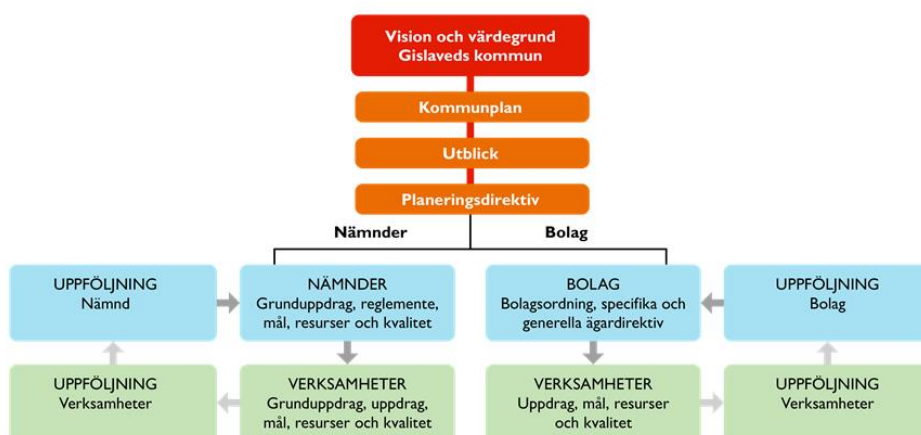 Vision och värdegrund
Gislaveds kommun
Kommunplan
Utblick
Planeringsdirektiv
Nämnder
Bolag
UPPFÖLJNING
Nämnd
NÄMNDER
Grunduppdrag, reglemente,
mål, resurser och kvalitet
BOLAG
Bolagsordning, specifika och
generella ägardirektiv
UPPFÖLJNING
Bolag
UPPFÖLJNING
Verksamheter
VERKSAMHETER
Grunduppdrag, uppdrag,
mål, resurser och kvalitet
VERKSAMHETER
Uppdrag, mål, resurser
och kvalitet
UPPFÖLJNING
Verksamheter